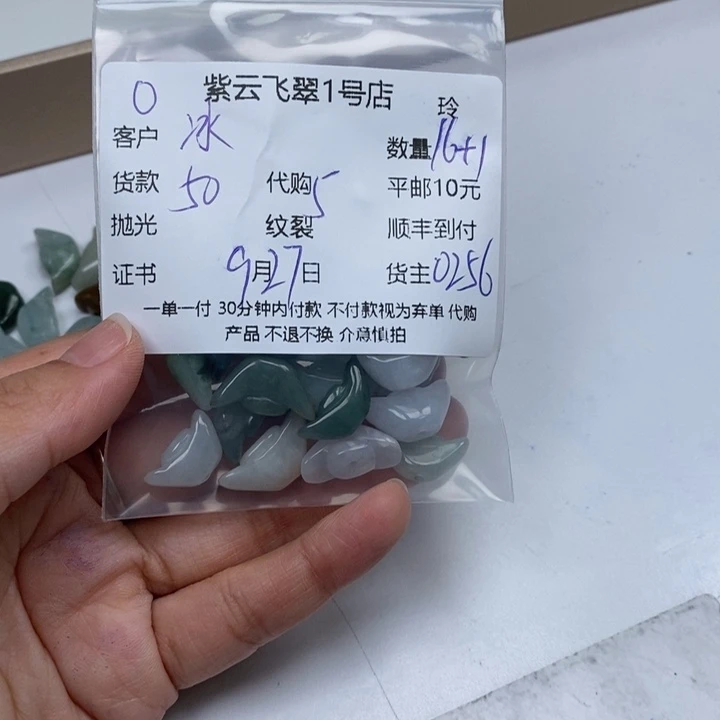 O 紫云飞翠1号店 玲
客户 冰 数量 16+1
货款 50 代购 5 平邮10元
抛光 纹裂 顺丰到付
证书 9月27日 货主 0256
一单一付 30分钟内付款 不付款视为弃单 代购
产品 不退不换 介意慎拍